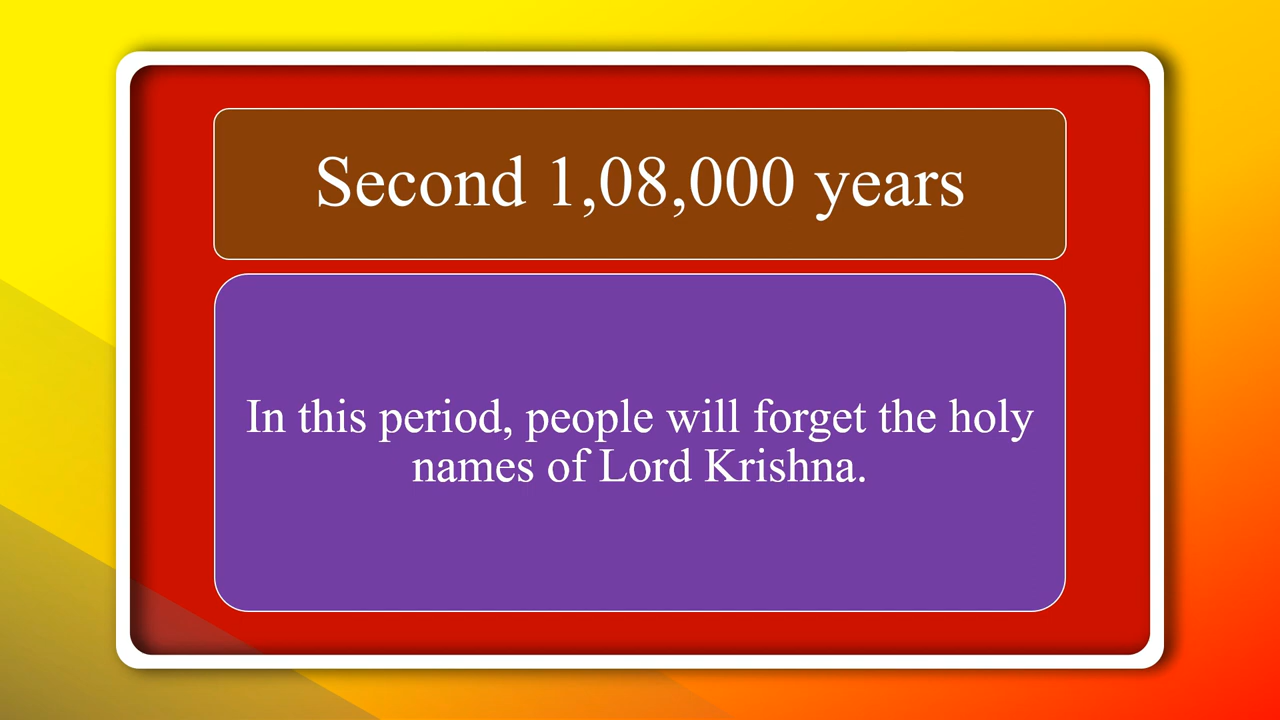 Second 1,08,000 years
In this period, people will forget the holy
names of Lord Krishna.